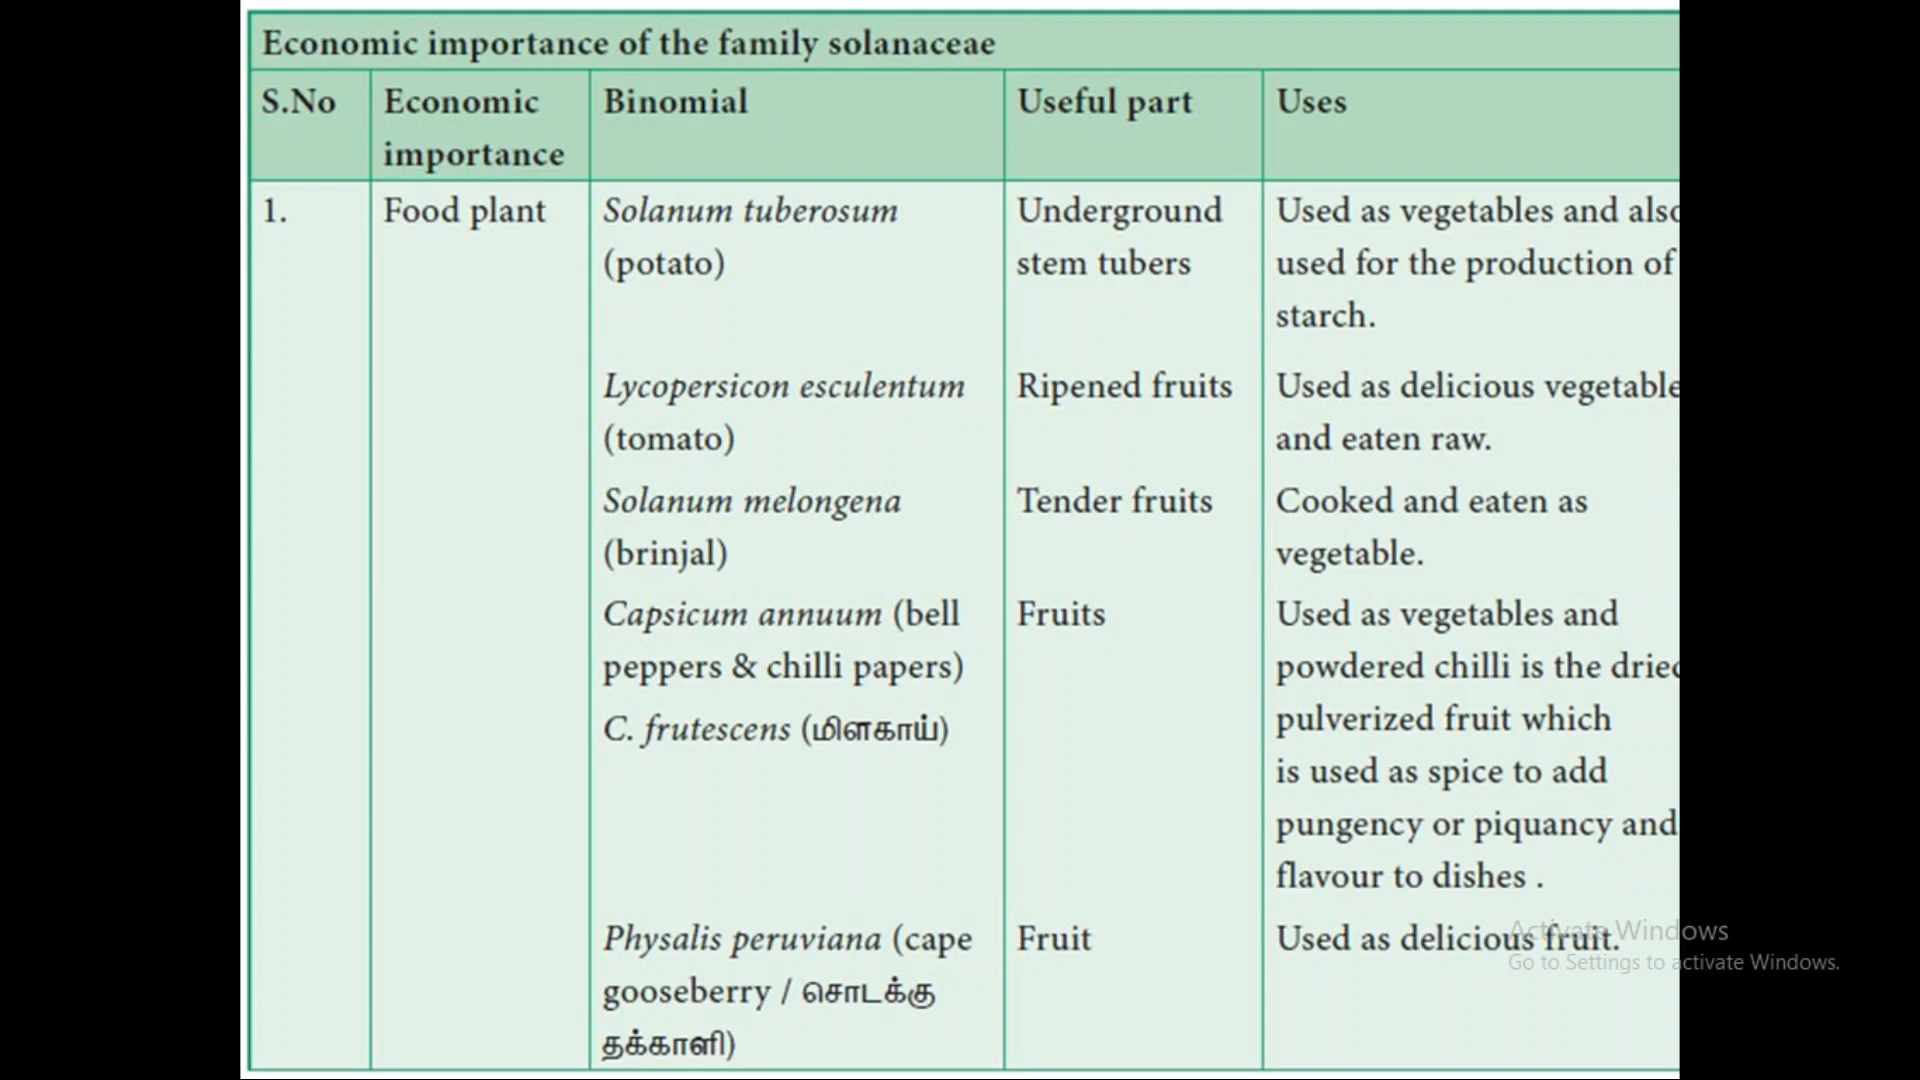 Economic importance of the family solanaceae
S.No
Economic
importance
Binomial
Useful part
Uses
1.
Food plant
Solanum tuberosum
(potato)
Underground
stem tubers
Used as vegetables and also
used for the production of
starch.
Lycopersicon esculentum
(tomato)
Ripened fruits
Used as delicious vegetable
and eaten raw.
Solanum melongena
(brinjal)
Tender fruits
Cooked and eaten as
vegetable.
Capsicum annuum (bell
peppers & chilli papers)
C. frutescens (மிளகாய்)
Fruits
Used as vegetables and
powdered chilli is the dried
pulverized fruit which
is used as spice to add
pungency or piquancy and
flavour to dishes .
Physalis peruviana (cape
gooseberry / சொடக்கு
தக்காளி)
Fruit
Used as delicious fruit.
Activate Windows
Go to Settings to activate Windows.